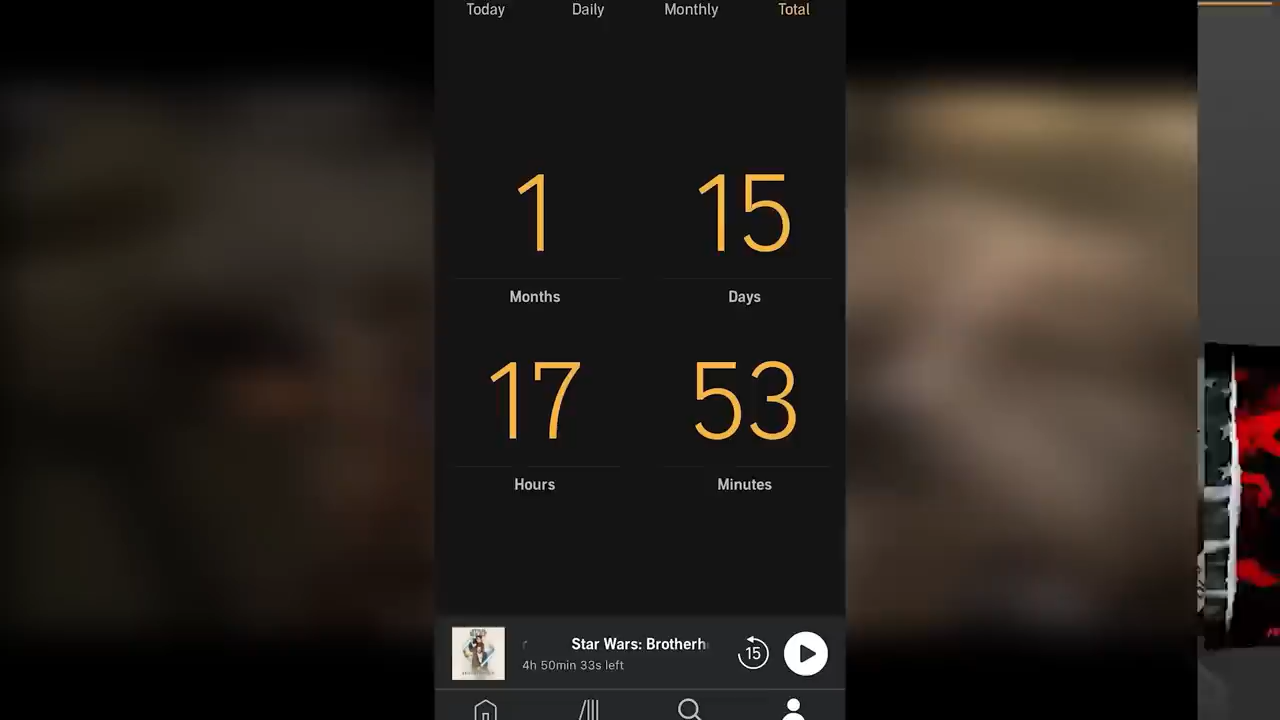 Today Daily Monthly Total
1 15
Months Days
17 53
Hours Minutes
Star Wars: Brotherh
4h 50min 33s left
15